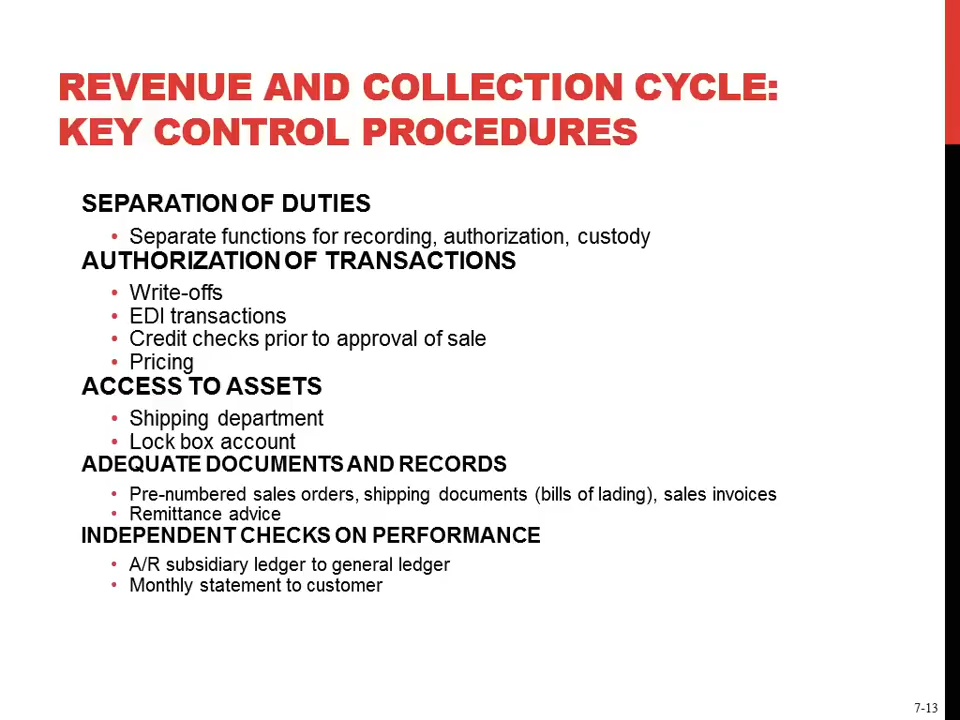 REVENUE AND COLLECTION CYCLE:
KEY CONTROL PROCEDURES
SEPARATION OF DUTIES
• Separate functions for recording, authorization, custody
AUTHORIZATION OF TRANSACTIONS
• Write-offs
• EDI transactions
• Credit checks prior to approval of sale
• Pricing
ACCESS TO ASSETS
• Shipping department
• Lock box account
ADEQUATE DOCUMENTS AND RECORDS
• Pre-numbered sales orders, shipping documents (bills of lading), sales invoices
• Remittance advice
INDEPENDENT CHECKS ON PERFORMANCE
• A/R subsidiary ledger to general ledger
• Monthly statement to customer
7-13